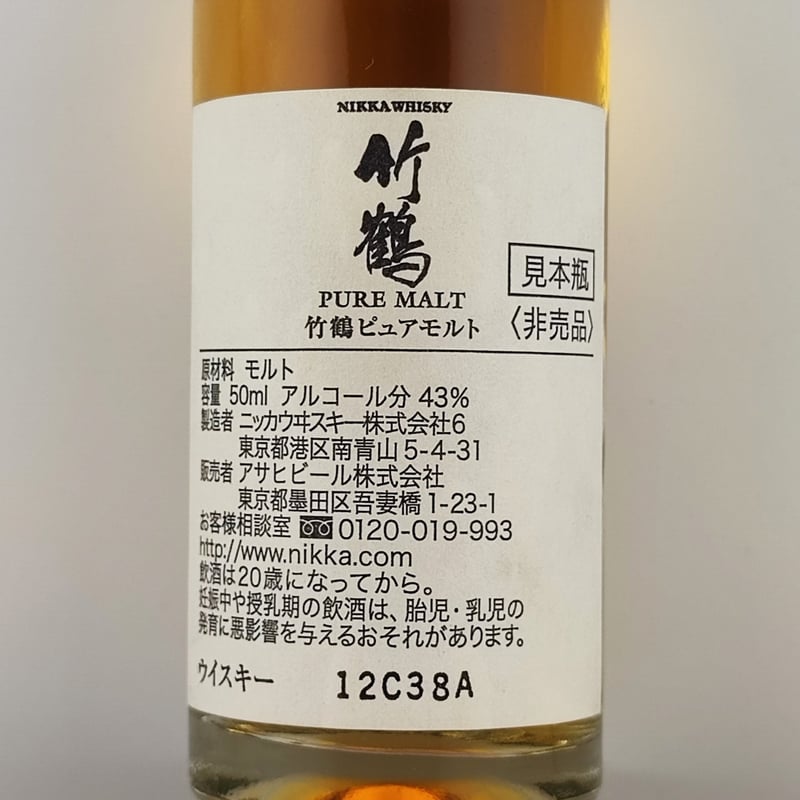 NIKKA WHISKY
竹鶴
PURE MALT
竹鶴ピュアモルト
見本瓶
〈非売品〉
原材料 モルト
容量 50ml アルコール分 43%
製造者 ニッカウヰスキー株式会社6
東京都港区南青山5-4-31
販売者 アサヒビール株式会社
東京都墨田区吾妻橋1-23-1
お客様相談室 0120-019-993
http://www.nikka.com
飲酒は20歳になってから。
妊娠中や授乳期の飲酒は、胎児・乳児の
発育に悪影響を与えるおそれがあります。
ウイスキー 12C38A